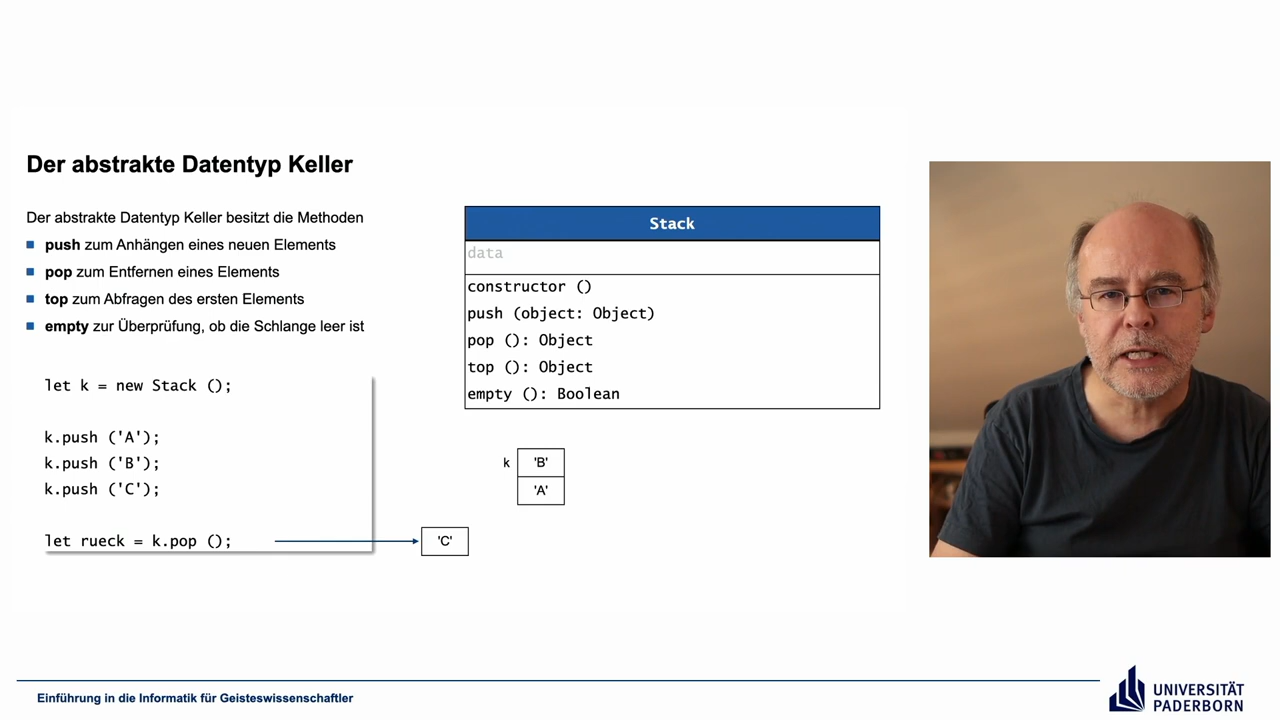 Der abstrakte Datentyp Keller
Der abstrakte Datentyp Keller besitzt die Methoden
push zum Anhängen eines neuen Elements
pop zum Entfernen eines Elements
top zum Abfragen des ersten Elements
empty zur Überprüfung, ob die Schlange leer ist
let k = new Stack ();
k.push ('A');
k.push ('B');
k.push ('C');
let rueck = k.pop ();
'C'
Stack
data
constructor ()
push (object: Object)
pop (): Object
top (): Object
empty (): Boolean
k 'B'
'A'
Einführung in die Informatik für Geisteswissenschaftler
UNIVERSITÄT
PADERBORN